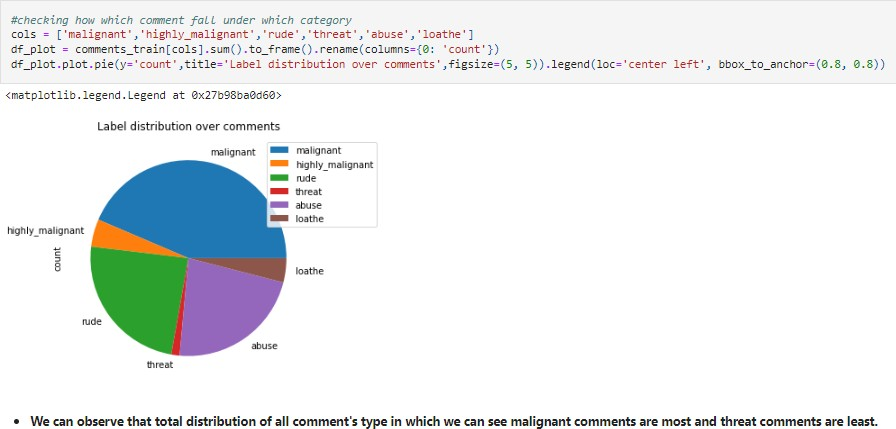 #checking how which comment fall under which category
cols = ['malignant','highly_malignant','rude','threat','abuse','loathe']
df_plot = comments_train[cols].sum().to_frame().rename(columns={0: 'count'})
df_plot.plot.pie(y='count',title='Label distribution over comments',figsize=(5, 5)).legend(loc='center left', bbox_to_anchor=(0.8, 0.8))
<matplotlib.legend.Legend at 0x27b98ba0d60>
Label distribution over comments
malignant
malignant
highly_malignant
rude
threat
abuse
loathe
highly_malignant
count
loathe
rude
abuse
threat
• We can observe that total distribution of all comment's type in which we can see malignant comments are most and threat comments are least.